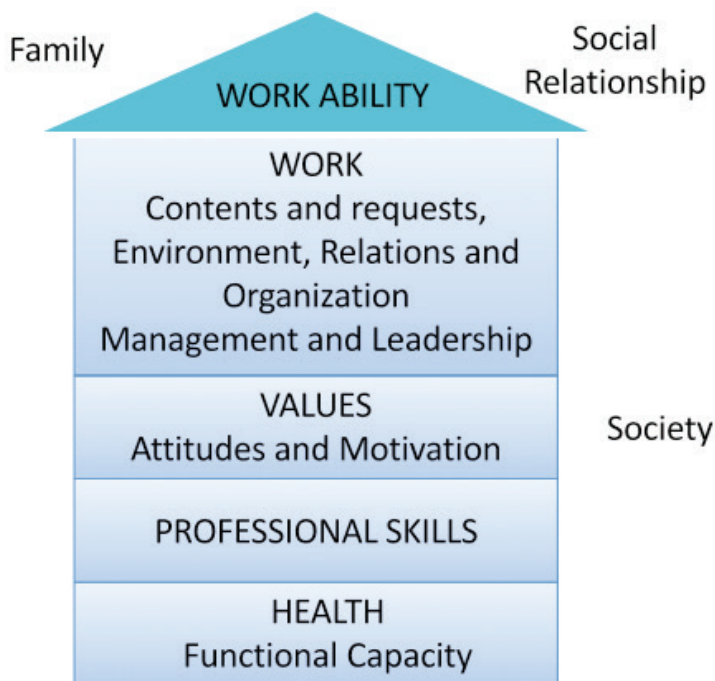 Family
Social
Relationship
WORK ABILITY
WORK
Contents and requests,
Environment, Relations and
Organization
Management and Leadership
VALUES
Attitudes and Motivation
Society
PROFESSIONAL SKILLS
HEALTH
Functional Capacity